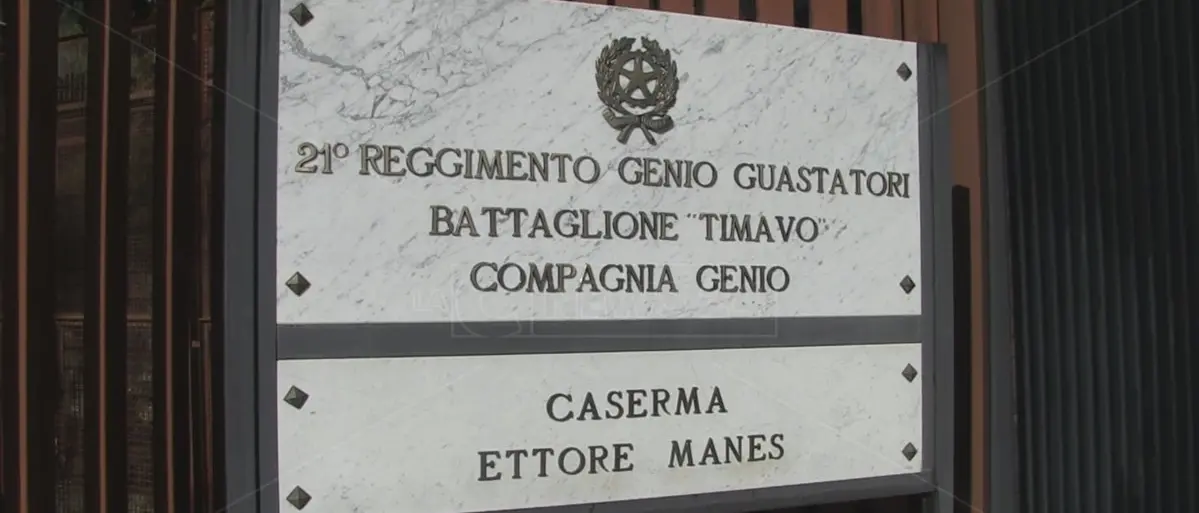 21° REGGIMENTO GENIO GUASTATORI
BATTAGLIONE "TIMAVO"
COMPAGNIA GENIO
CASERMA
ETTORE MANES